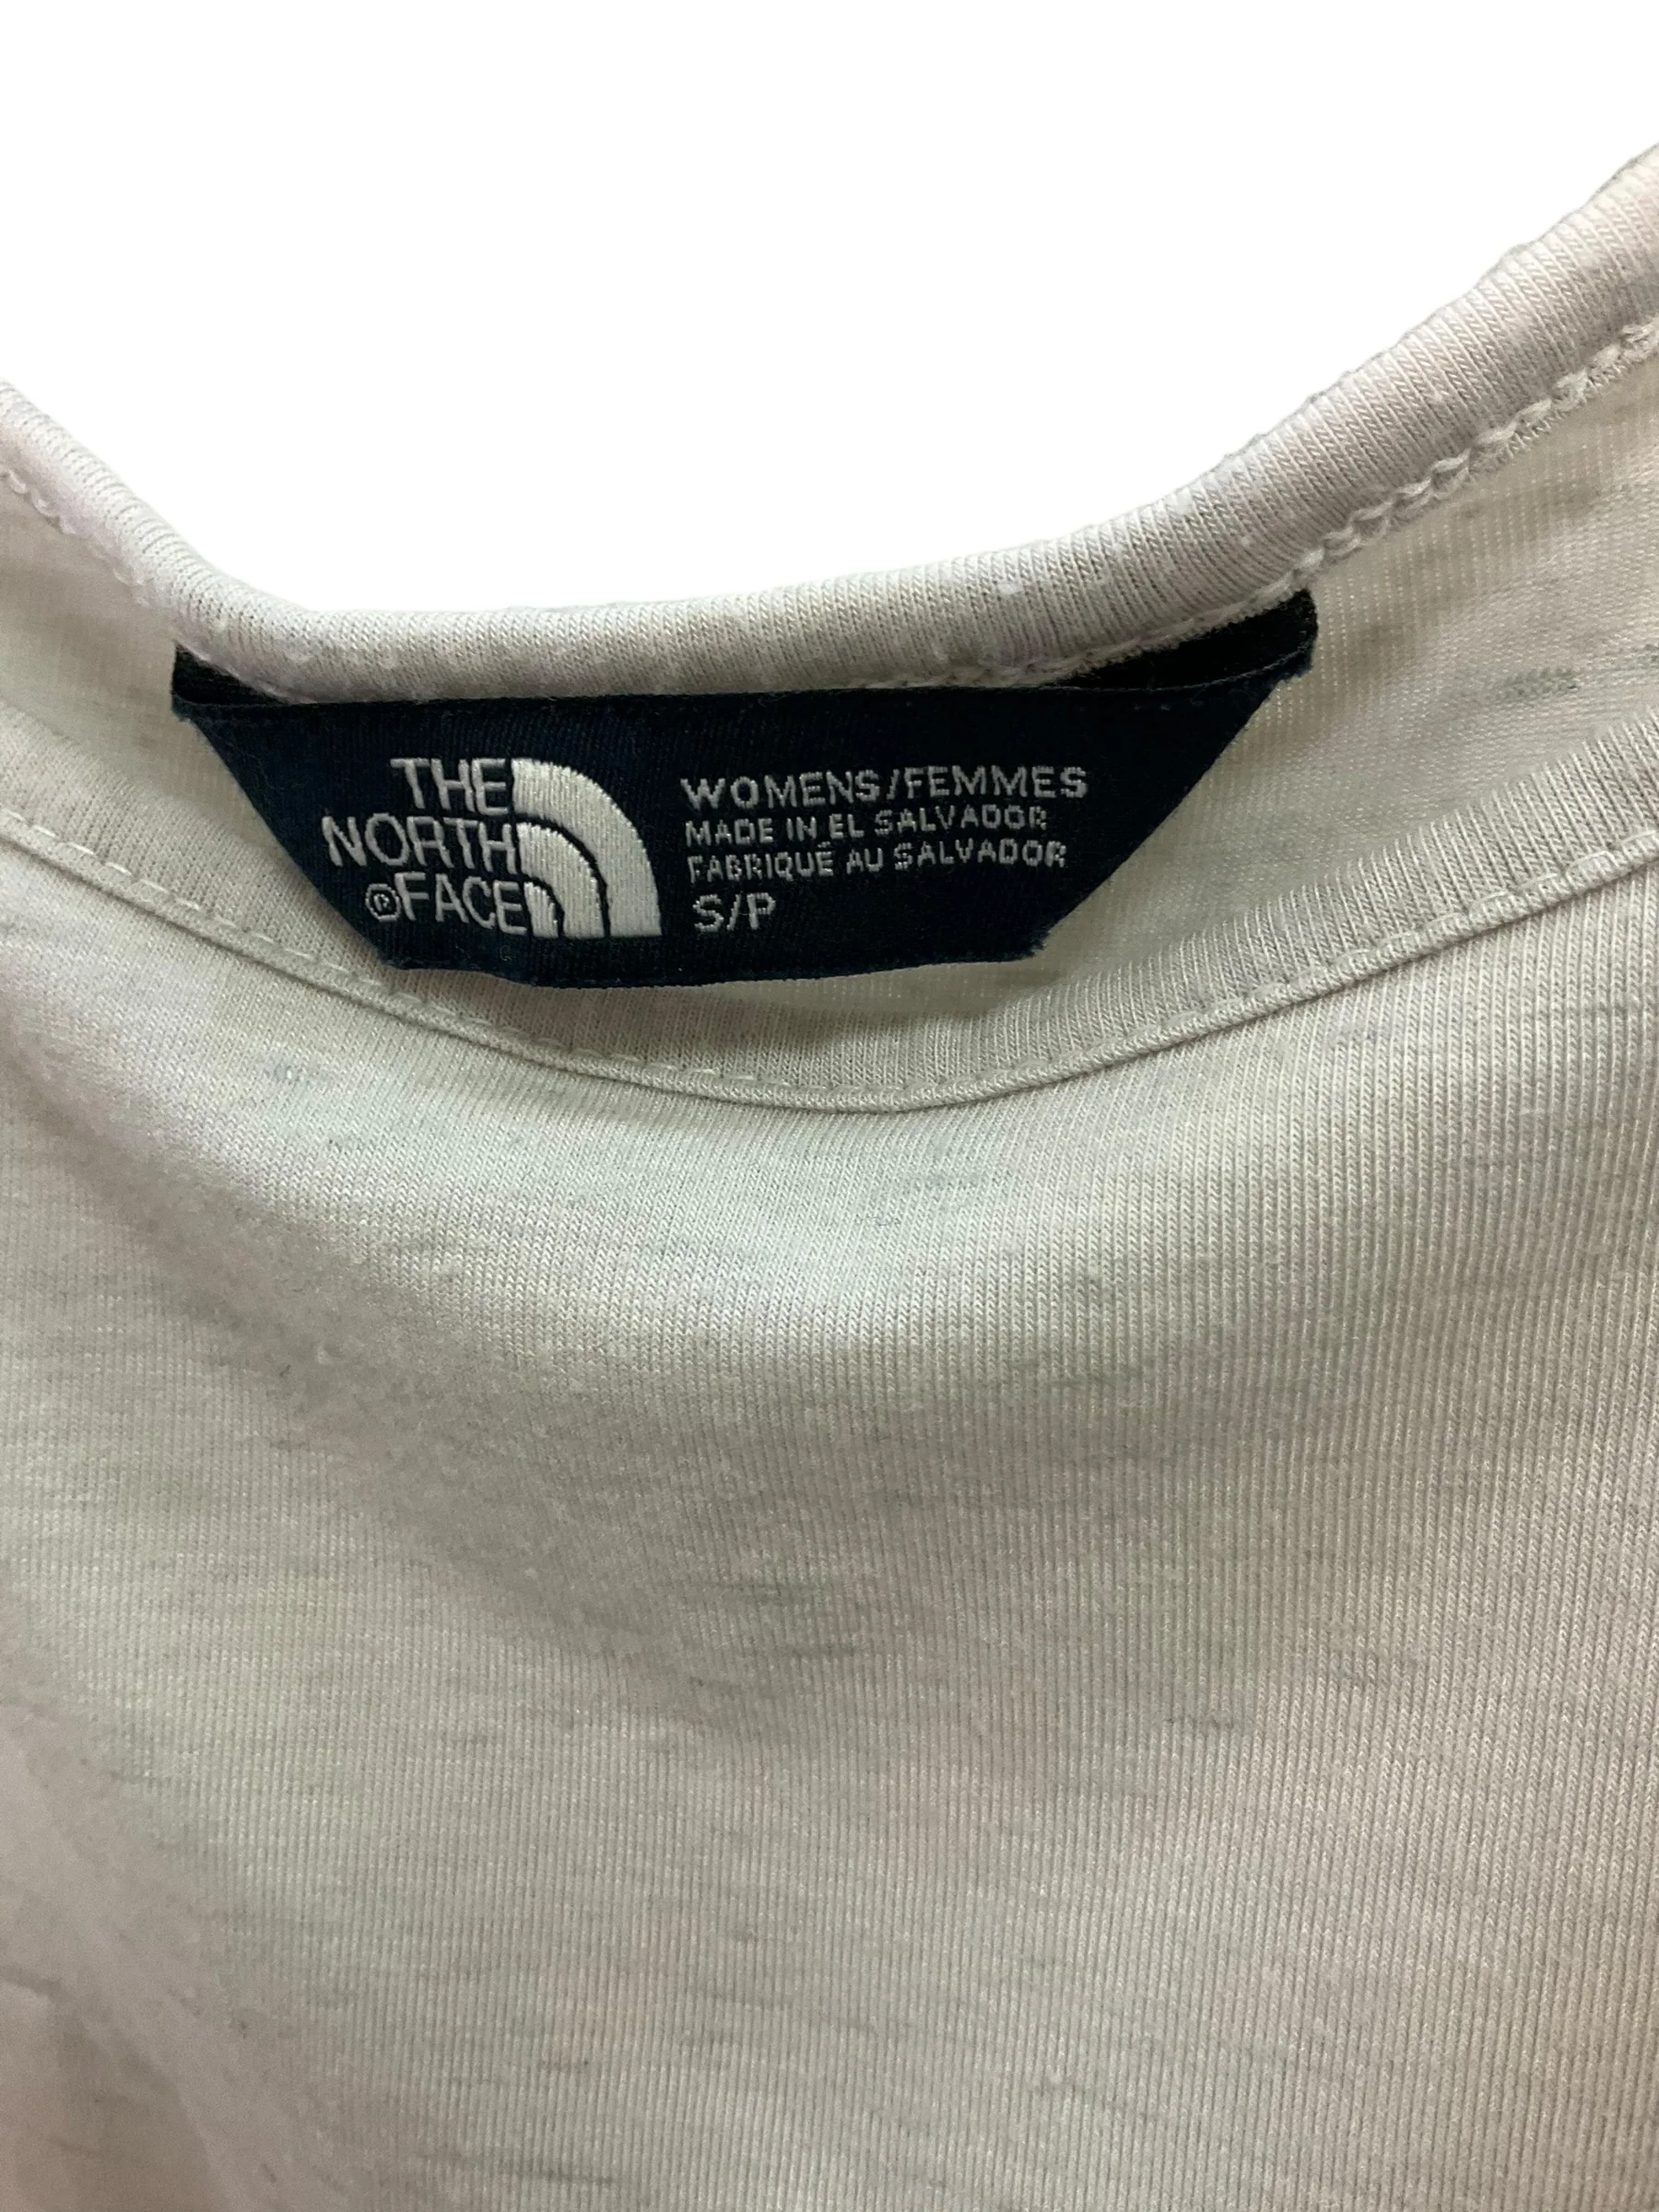 THE
NORTH
®FACE
WOMENS/FEMMES
MADE IN EL SALVADOR
FABRIQUÉ AU SALVADOR
S/P